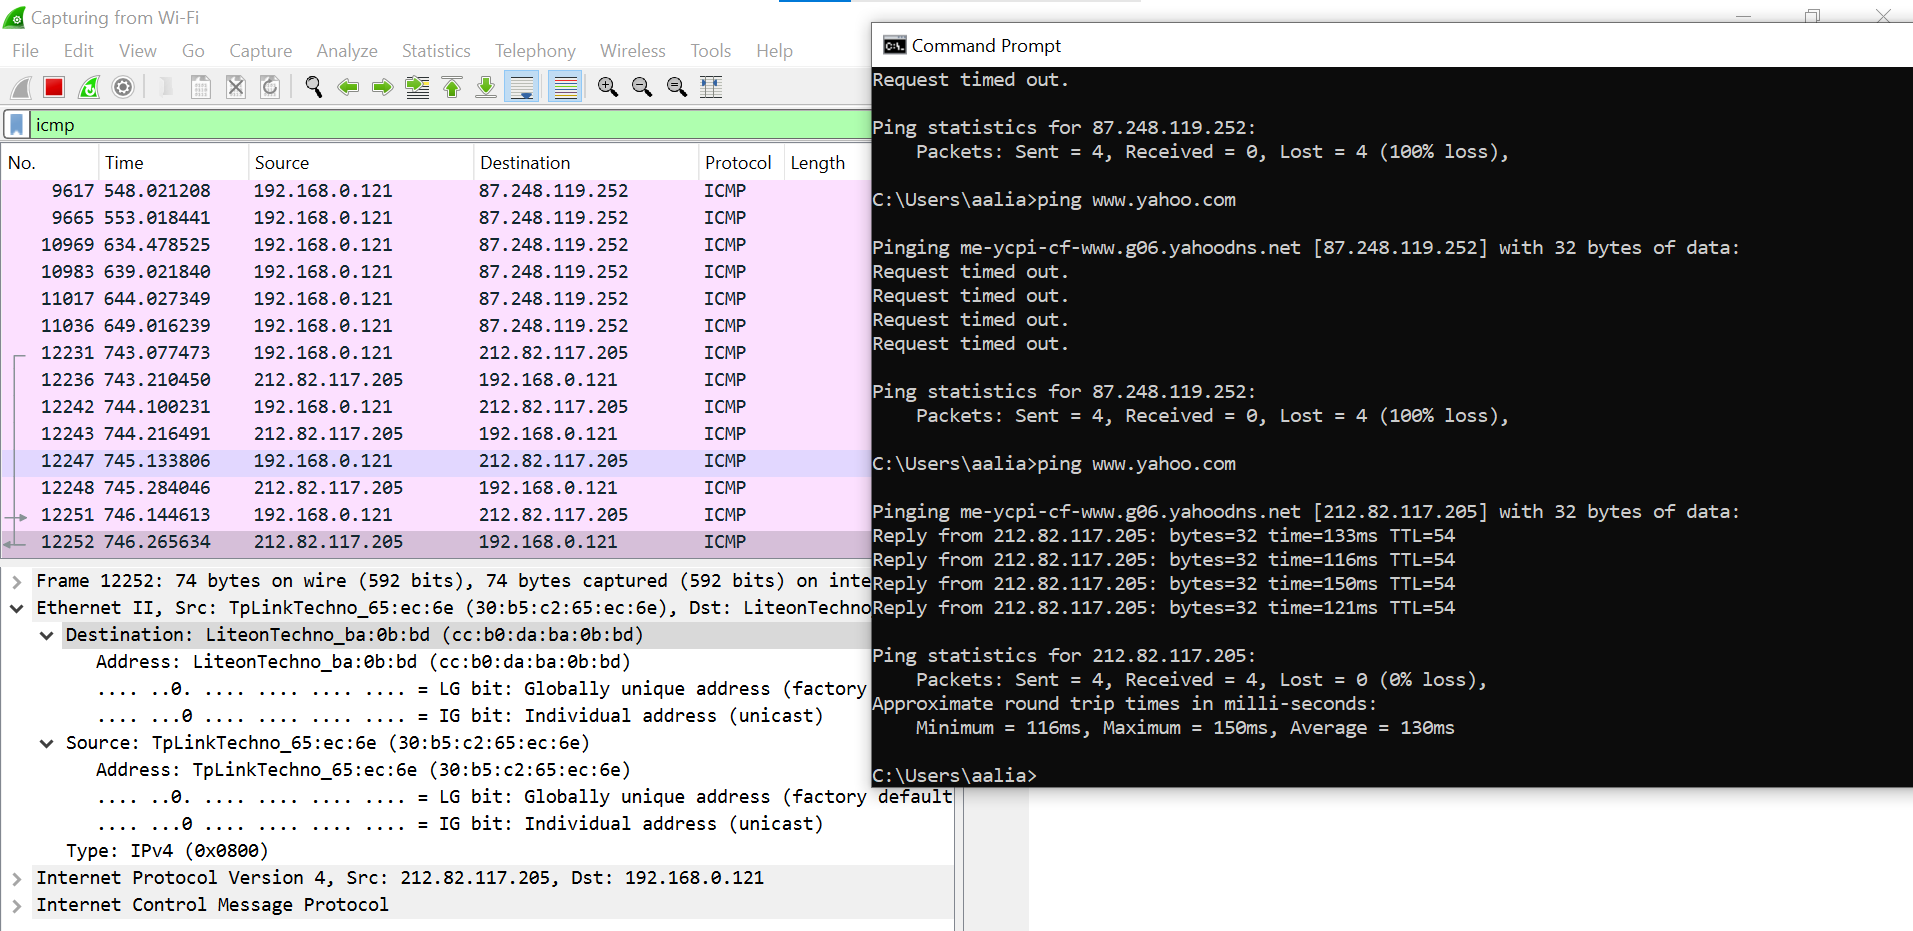 Capturing from Wi-Fi
File Edit View Go Capture Analyze Statistics Telephony Wireless Tools Help
icmp
No. Time Source Destination Protocol Length
9617 548.021208 192.168.0.121 87.248.119.252 ICMP
9665 553.018441 192.168.0.121 87.248.119.252 ICMP
10969 634.478525 192.168.0.121 87.248.119.252 ICMP
10983 639.021840 192.168.0.121 87.248.119.252 ICMP
11017 644.027349 192.168.0.121 87.248.119.252 ICMP
11036 649.016239 192.168.0.121 87.248.119.252 ICMP
12231 743.077473 192.168.0.121 212.82.117.205 ICMP
12236 743.210450 212.82.117.205 192.168.0.121 ICMP
12242 744.100231 192.168.0.121 212.82.117.205 ICMP
12243 744.216491 212.82.117.205 192.168.0.121 ICMP
12247 745.133806 192.168.0.121 212.82.117.205 ICMP
12248 745.284046 212.82.117.205 192.168.0.121 ICMP
12251 746.144613 192.168.0.121 212.82.117.205 ICMP
12252 746.265634 212.82.117.205 192.168.0.121 ICMP
Frame 12252: 74 bytes on wire (592 bits), 74 bytes captured (592 bits) on inte
Ethernet II, Src: TpLinkTechno_65:ec:6e (30:b5:c2:65:ec:6e), Dst: LiteonTechno
Destination: LiteonTechno_ba:0b:bd (cc:b0:da:ba:0b:bd)
Address: LiteonTechno_ba:0b:bd (cc:b0:da:ba:0b:bd)
.... ..0. .... .... .... .... = LG bit: Globally unique address (factory
.... ...0 .... .... .... .... = IG bit: Individual address (unicast)
Source: TpLinkTechno_65:ec:6e (30:b5:c2:65:ec:6e)
Address: TpLinkTechno_65:ec:6e (30:b5:c2:65:ec:6e)
.... ..0. .... .... .... .... = LG bit: Globally unique address (factory default
.... ...0 .... .... .... .... = IG bit: Individual address (unicast)
Type: IPv4 (0x0800)
Internet Protocol Version 4, Src: 212.82.117.205, Dst: 192.168.0.121
Internet Control Message Protocol
Command Prompt
Request timed out.
Ping statistics for 87.248.119.252:
Packets: Sent = 4, Received = 0, Lost = 4 (100% loss),
C:\Users\aalia>ping www.yahoo.com
Pinging me-ycpi-cf-www.g06.yahoodns.net [87.248.119.252] with 32 bytes of data:
Request timed out.
Request timed out.
Request timed out.
Request timed out.
Ping statistics for 87.248.119.252:
Packets: Sent = 4, Received = 0, Lost = 4 (100% loss),
C:\Users\aalia>ping www.yahoo.com
Pinging me-ycpi-cf-www.g06.yahoodns.net [212.82.117.205] with 32 bytes of data:
Reply from 212.82.117.205: bytes=32 time=133ms TTL=54
Reply from 212.82.117.205: bytes=32 time=116ms TTL=54
Reply from 212.82.117.205: bytes=32 time=150ms TTL=54
Reply from 212.82.117.205: bytes=32 time=121ms TTL=54
Ping statistics for 212.82.117.205:
Packets: Sent = 4, Received = 4, Lost = 0 (0% loss),
Approximate round trip times in milli-seconds:
Minimum = 116ms, Maximum = 150ms, Average = 130ms
C:\Users\aalia>